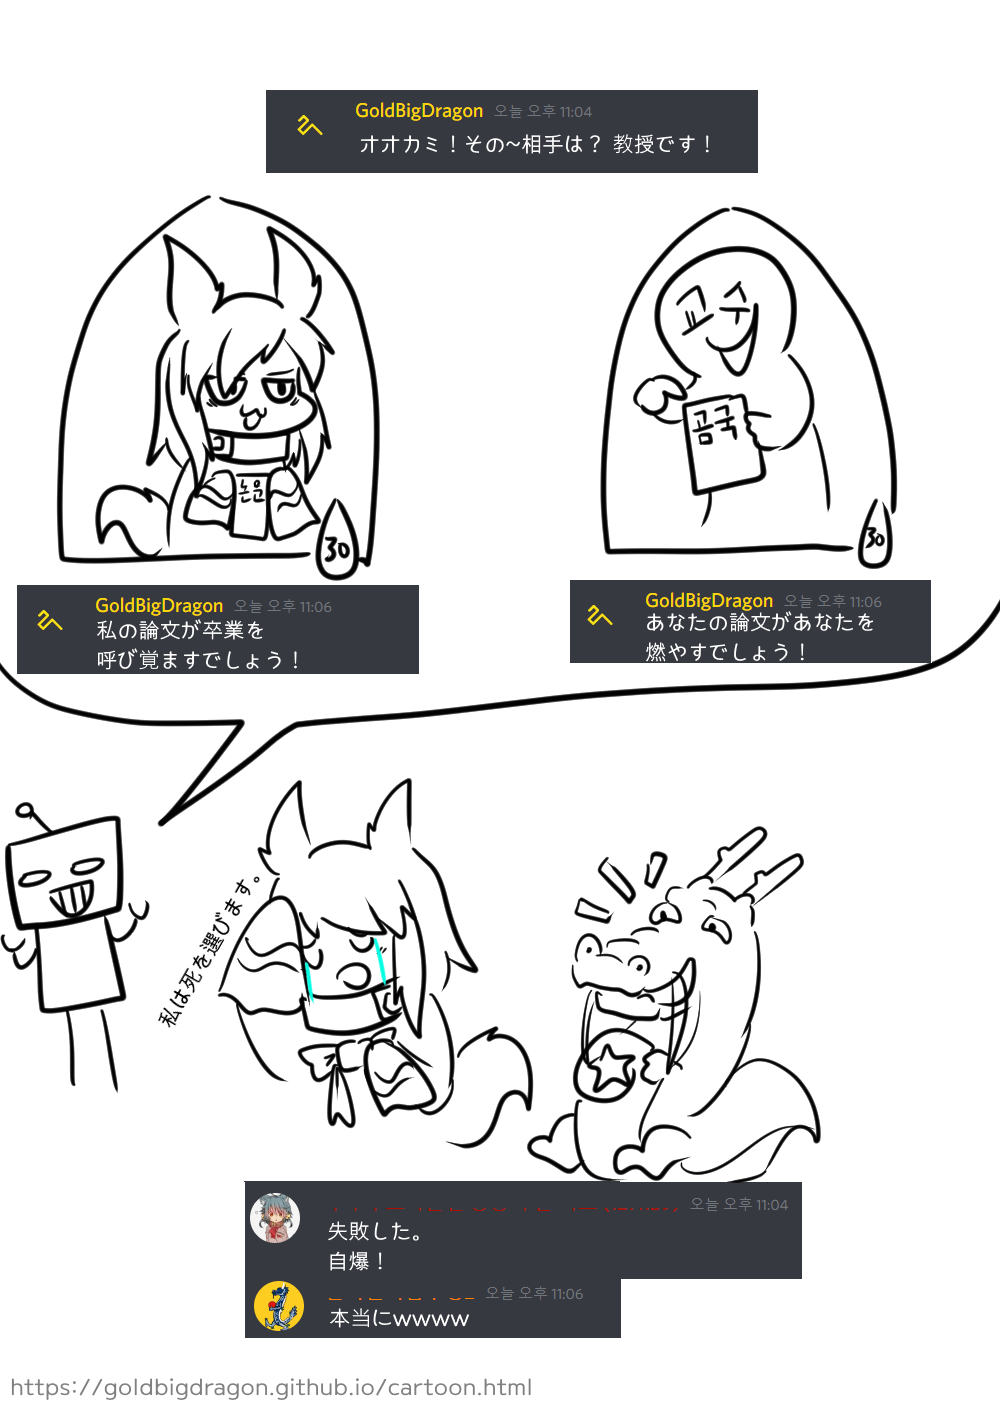 GoldBigDragon 오늘 오후 11:04
オオカミ！その~相手は？ 教授です！
교수
곰국
논문
30
30
GoldBigDragon 오늘 오후 11:06
私の論文が卒業を
呼び覚ますでしょう！
GoldBigDragon 오늘 오후 11:06
あなたの論文があなたを
燃やすでしょう！
私は死を選びます。
오늘 오후 11:04
失敗した。
自爆！
오늘 오후 11:06
本当にwwww
https://goldbigdragon.github.io/cartoon.html